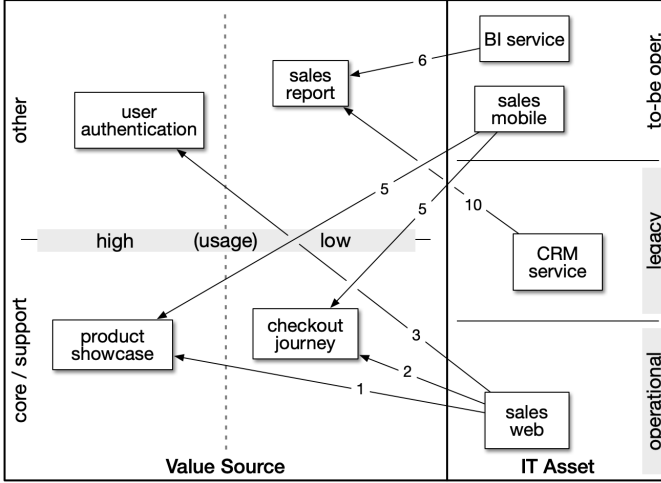 other
core / support
user
authentication
sales
report
high
(usage)
low
product
showcase
checkout
journey
Value Source
BI service
sales
mobile
CRM
service
sales
web
IT Asset
to-be oper.
legacy
operational
6
5
5
10
3
2
1